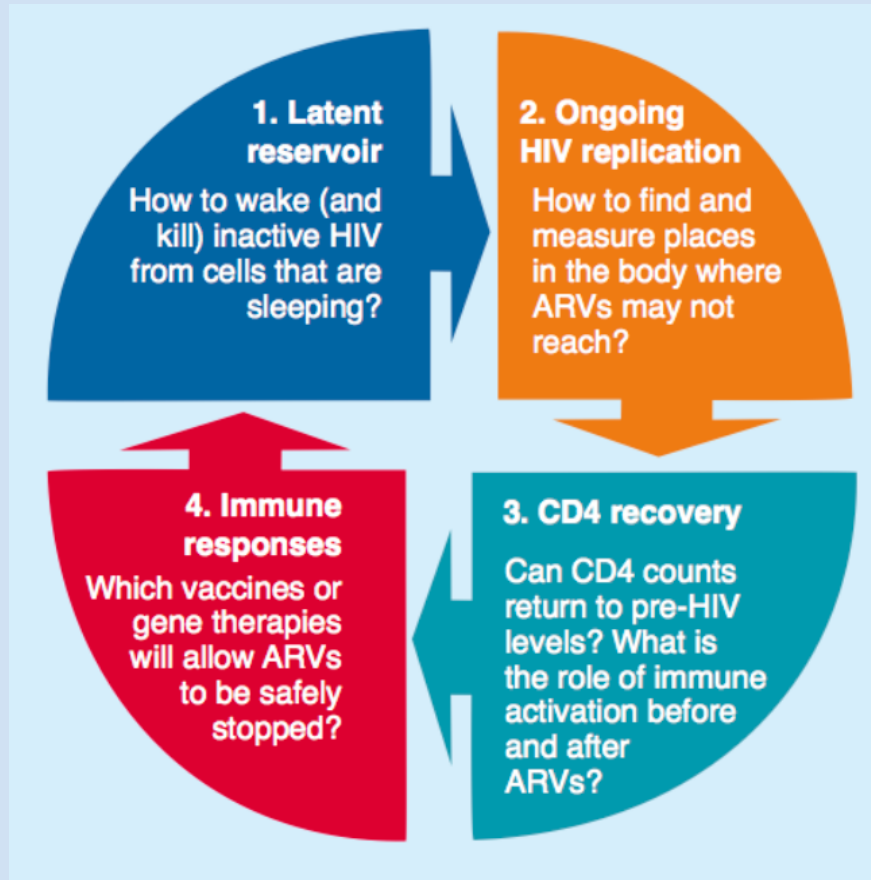 1. Latent
reservoir
How to wake (and
kill) inactive HIV
from cells that are
sleeping?
2. Ongoing
HIV replication
How to find and
measure places
in the body where
ARVs may not
reach?
3. CD4 recovery
Can CD4 counts
return to pre-HIV
levels? What is
the role of immune
activation before
and after
ARVs?
4. Immune
responses
Which vaccines or
gene therapies
will allow ARVs
to be safely
stopped?